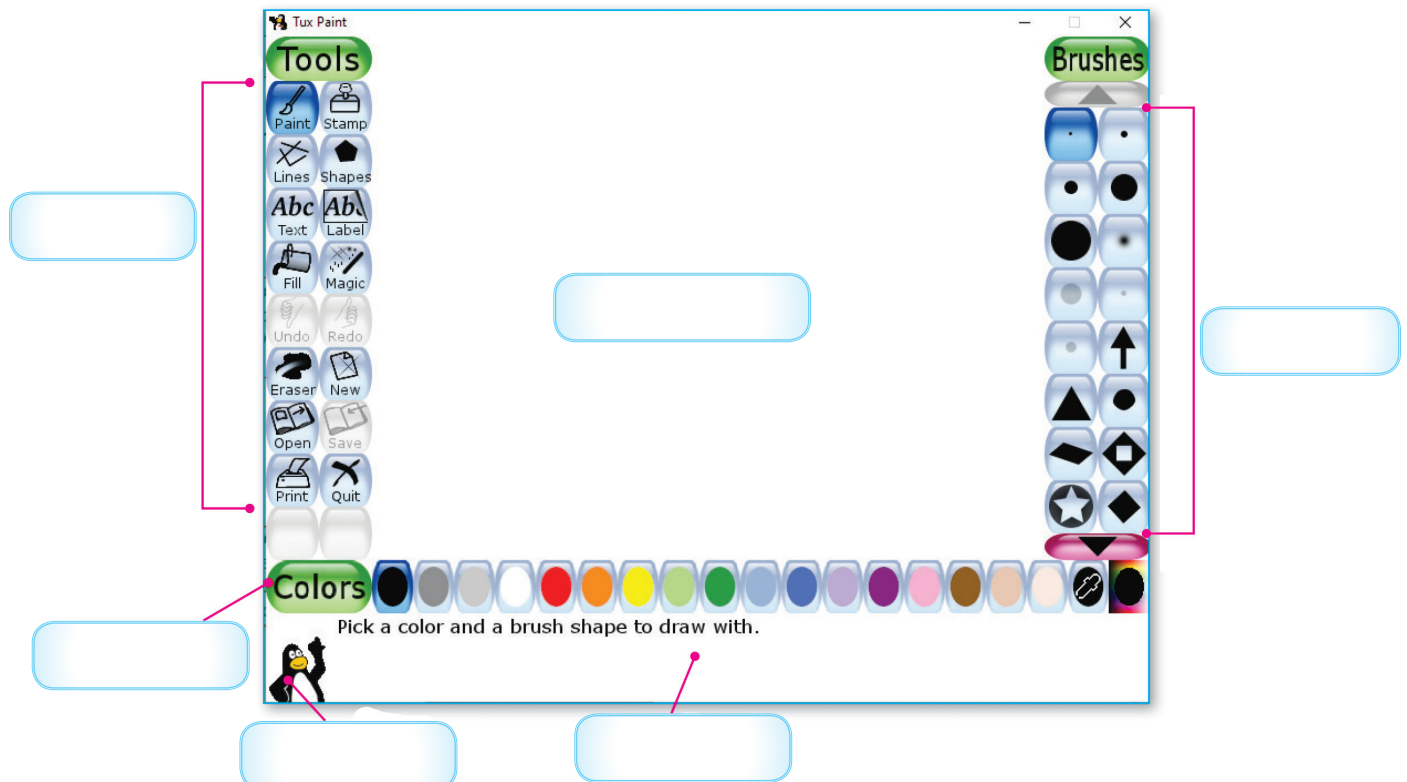 Tux Paint
Tools
Brushes
Paint Stamp
Lines Shapes
Abc Abc
Text Label
Fill Magic
Undo Redo
Eraser New
Open Save
Print Quit
Colors
Pick a color and a brush shape to draw with.